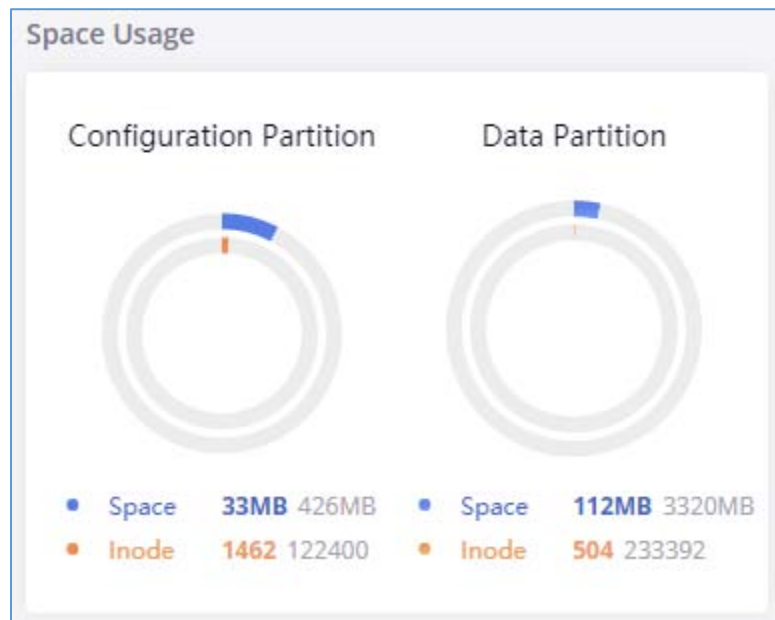 Space Usage
Configuration Partition
Data Partition
Space 33MB 426MB
Inode 1462 122400
Space 112MB 3320MB
Inode 504 233392